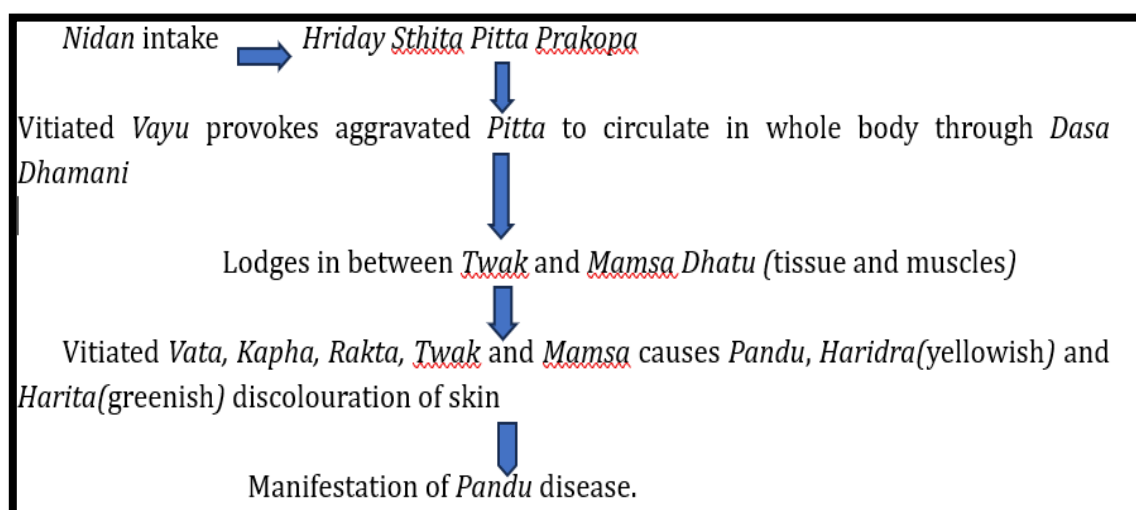 Nidan intake Hriday Sthita Pitta Prakopa
Vitiated Vayu provokes aggravated Pitta to circulate in whole body through Dasa
Dhamani
Lodges in between Twak and Mamsa Dhatu (tissue and muscles)
Vitiated Vata, Kapha, Rakta, Twak and Mamsa causes Pandu, Haridra(yellowish) and
Harita(greenish) discolouration of skin
Manifestation of Pandu disease.